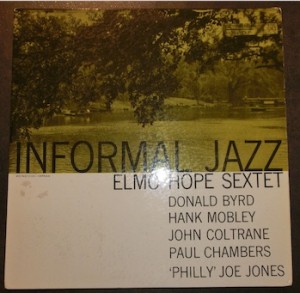 INFORMAL JAZZ
ELMO HOPE SEXTET
DONALD BYRD
HANK MOBLEY
JOHN COLTRANE
PAUL CHAMBERS
'PHILLY' JOE JONES